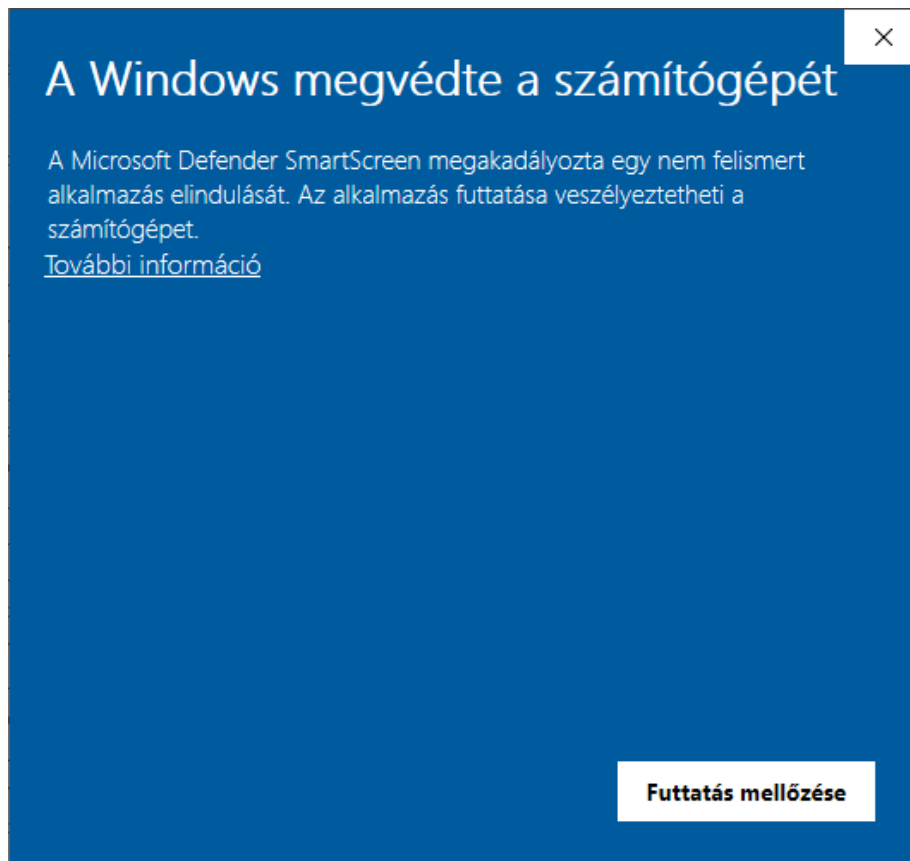 A Windows megvédte a számítógépét
A Microsoft Defender SmartScreen megakadályozta egy nem felismert
alkalmazás elindulását. Az alkalmazás futtatása veszélyeztetheti a
számítógépet.
További információ
Futtatás mellőzése